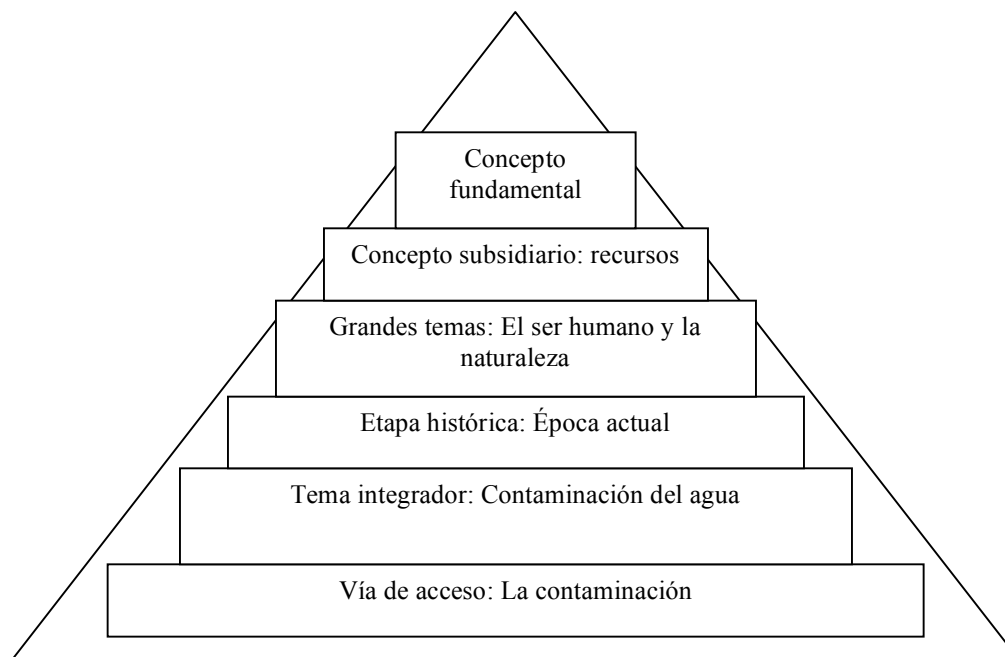 Concepto
fundamental
Concepto subsidiario: recursos
Grandes temas: El ser humano y la
naturaleza
Etapa histórica: Época actual
Tema integrador: Contaminación del agua
Vía de acceso: La contaminación